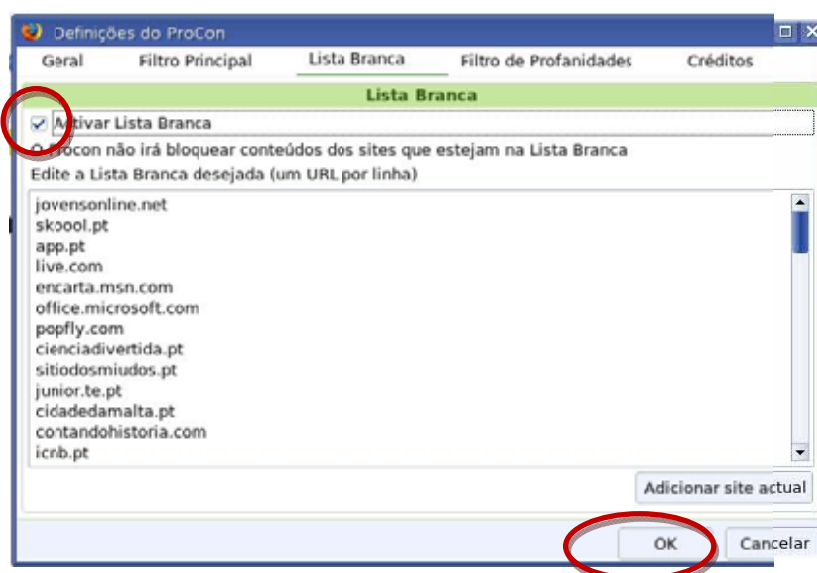 Definições do ProCon
Geral Filtro Principal Lista Branca Filtro de Profanidades Créditos
Lista Branca
Activar Lista Branca
O Procon não irá bloquear conteúdos dos sites que estejam na Lista Branca
Edite a Lista Branca desejada (um URL por linha)
jovensonline.net
skoool.pt
app.pt
live.com
encarta.msn.com
office.microsoft.com
popfly.com
cienciadivertida.pt
sitiodosmiudos.pt
junior.te.pt
cidadedamalta.pt
contandohistoria.com
icnb.pt
Adicionar site actual
OK Cancelar